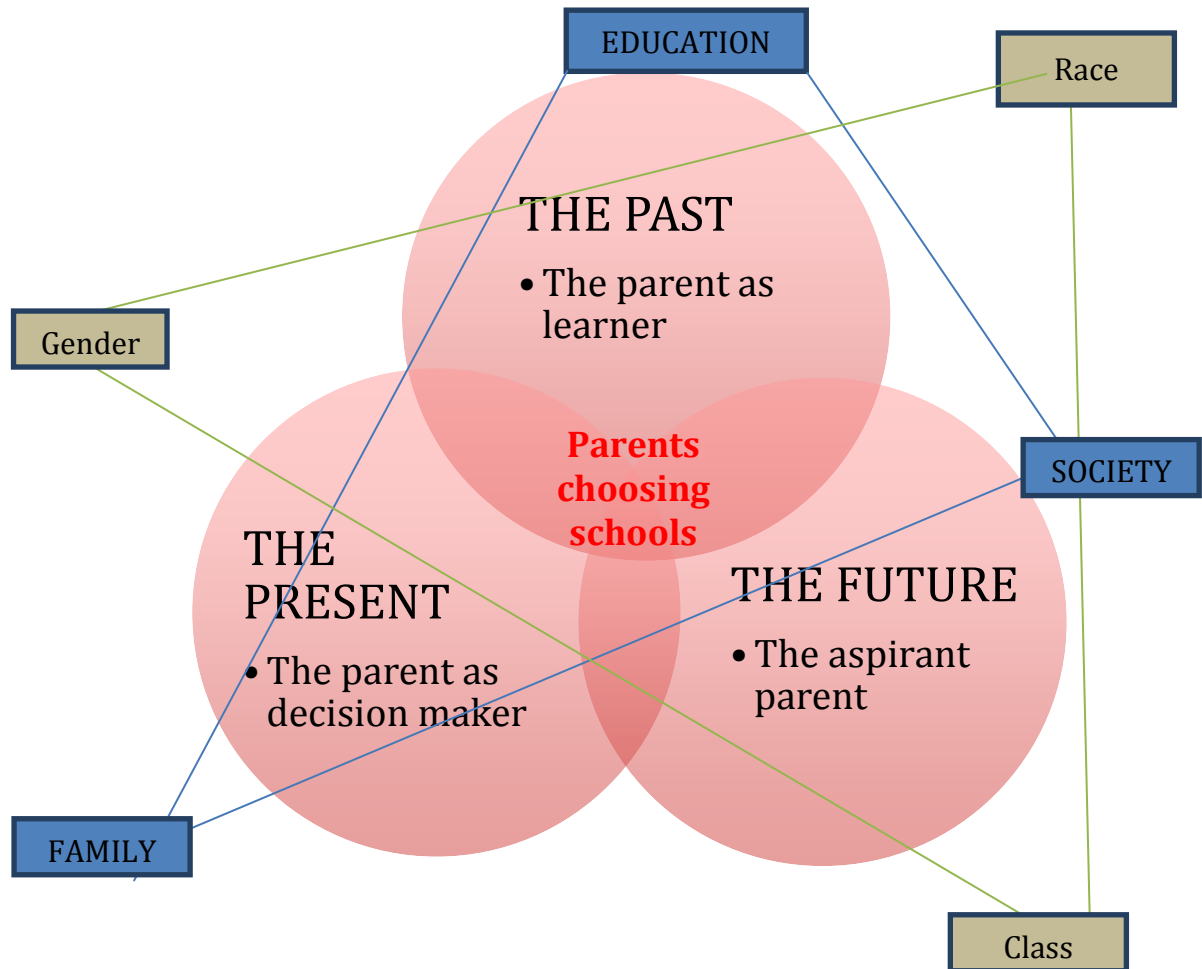 EDUCATION
Race
THE PAST
• The parent as
learner
Gender
Parents
choosing
schools
SOCIETY
THE
PRESENT
• The parent as
decision maker
THE FUTURE
• The aspirant
parent
FAMILY
Class